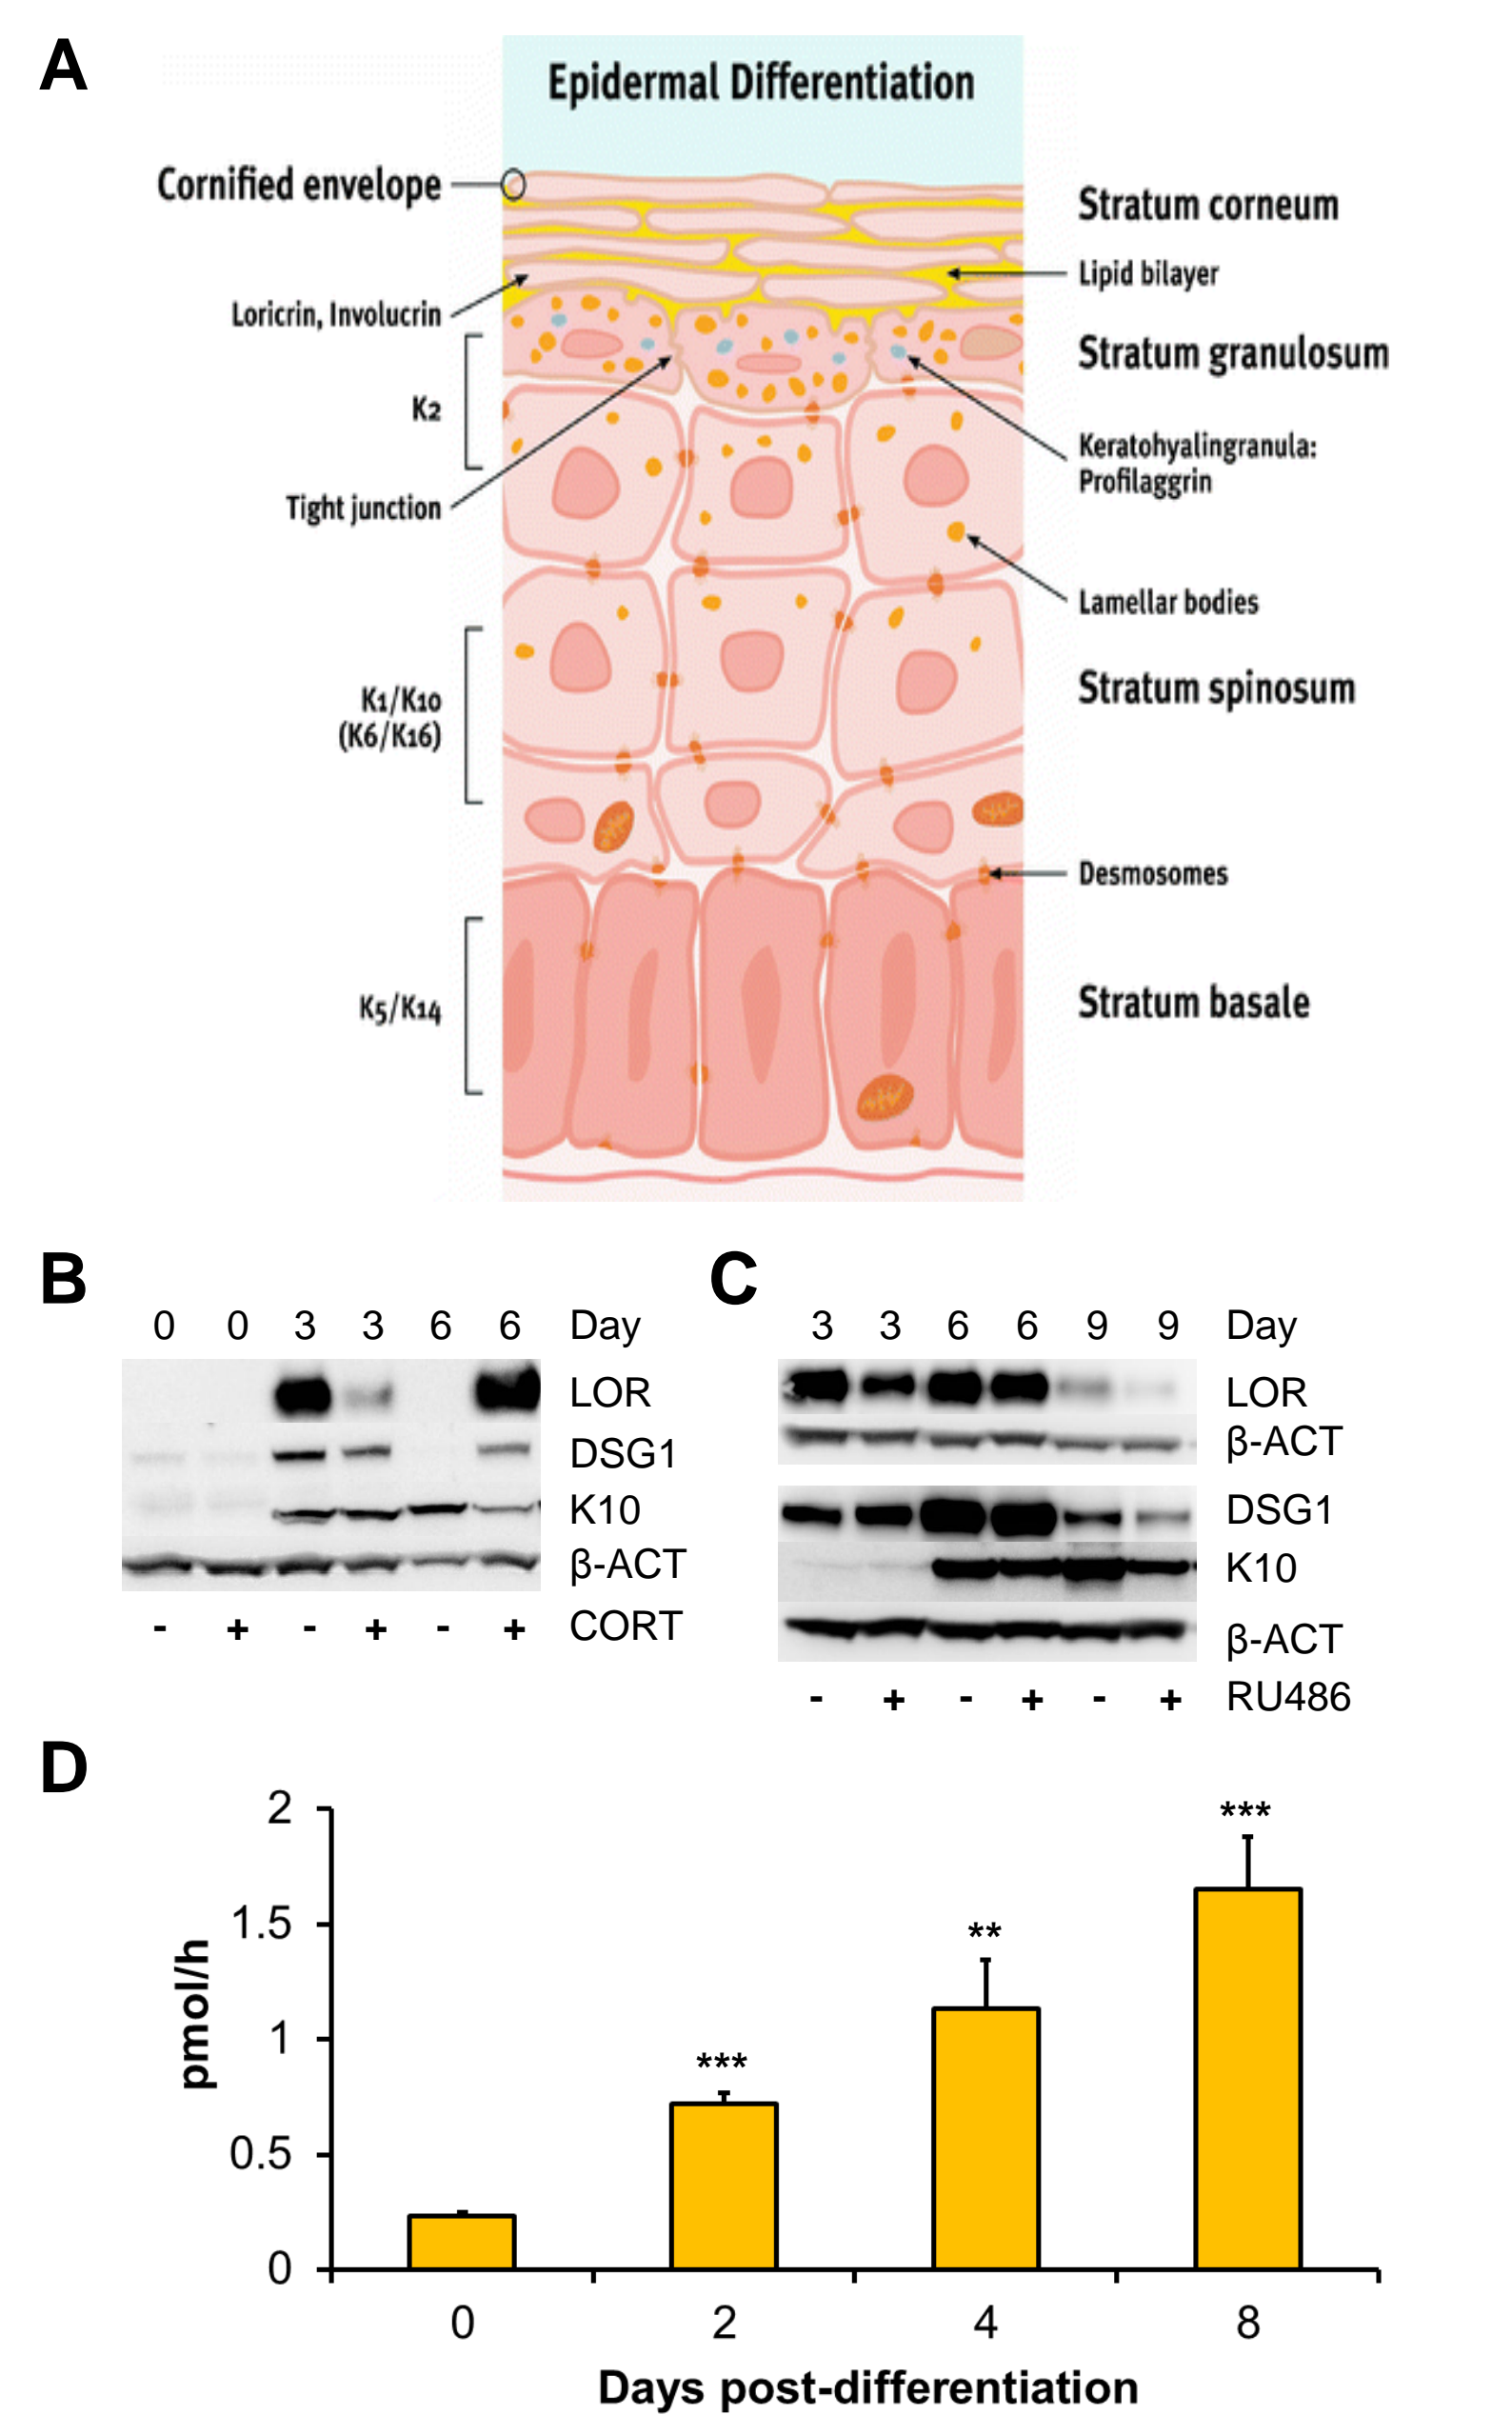 A
Epidermal Differentiation
Cornified envelope
Stratum corneum
Lipid bilayer
Loricrin, Involucrin
Stratum granulosum
K2
Keratohyalingranula:
Profilaggrin
Tight junction
Lamellar bodies
Stratum spinosum
K1/K10
(K6/K16)
Desmosomes
K5/K14
Stratum basale
B
0 0 3 3 6 6 Day
LOR
DSG1
K10
β-ACT
- + - + - + CORT
C
3 3 6 6 9 9 Day
LOR
β-ACT
DSG1
K10
β-ACT
- + - + - + RU486
D
2
1.5
1
0.5
0
pmol/h
***
**
***
0 2 4 8
Days post-differentiation